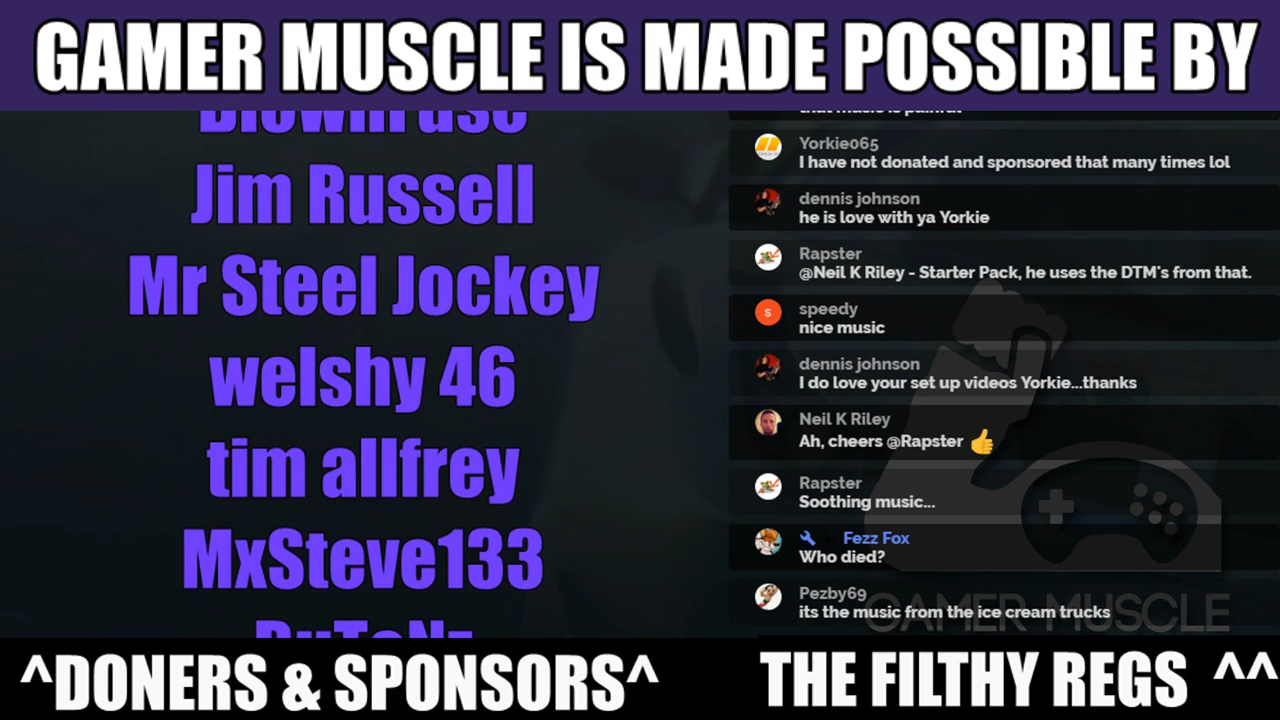 GAMER MUSCLE IS MADE POSSIBLE BY
Jim Russell
Mr Steel Jockey
welshy 46
tim allfrey
MxSteve133
^DONERS & SPONSORS^
that music is painful
Yorkie065
I have not donated and sponsored that many times lol
dennis johnson
he is love with ya Yorkie
Rapster
@Neil K Riley - Starter Pack, he uses the DTM's from that.
S
speedy
nice music
dennis johnson
I do love your set up videos Yorkie...thanks
Neil K Riley
Ah, cheers @Rapster 👍
Rapster
Soothing music...
Fezz Fox
Who died?
Pezby69
its the music from the ice cream trucks
GAMER MUSCLE
THE FILTHY REGS ^^